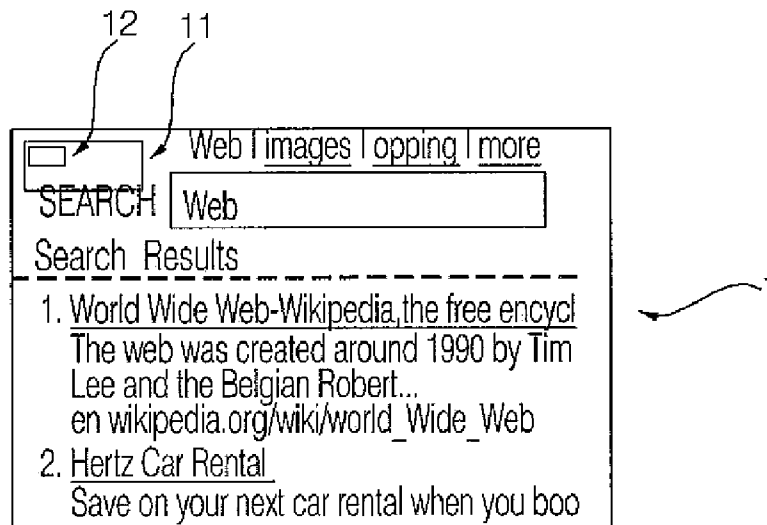 12 11
Web | images | opping | more
SEARCH Web
Search Results
1. World Wide Web-Wikipedia,the free encycl
The web was created around 1990 by Tim
Lee and the Belgian Robert...
en wikipedia.org/wiki/world_Wide_Web
2. Hertz Car Rental
Save on your next car rental when you boo